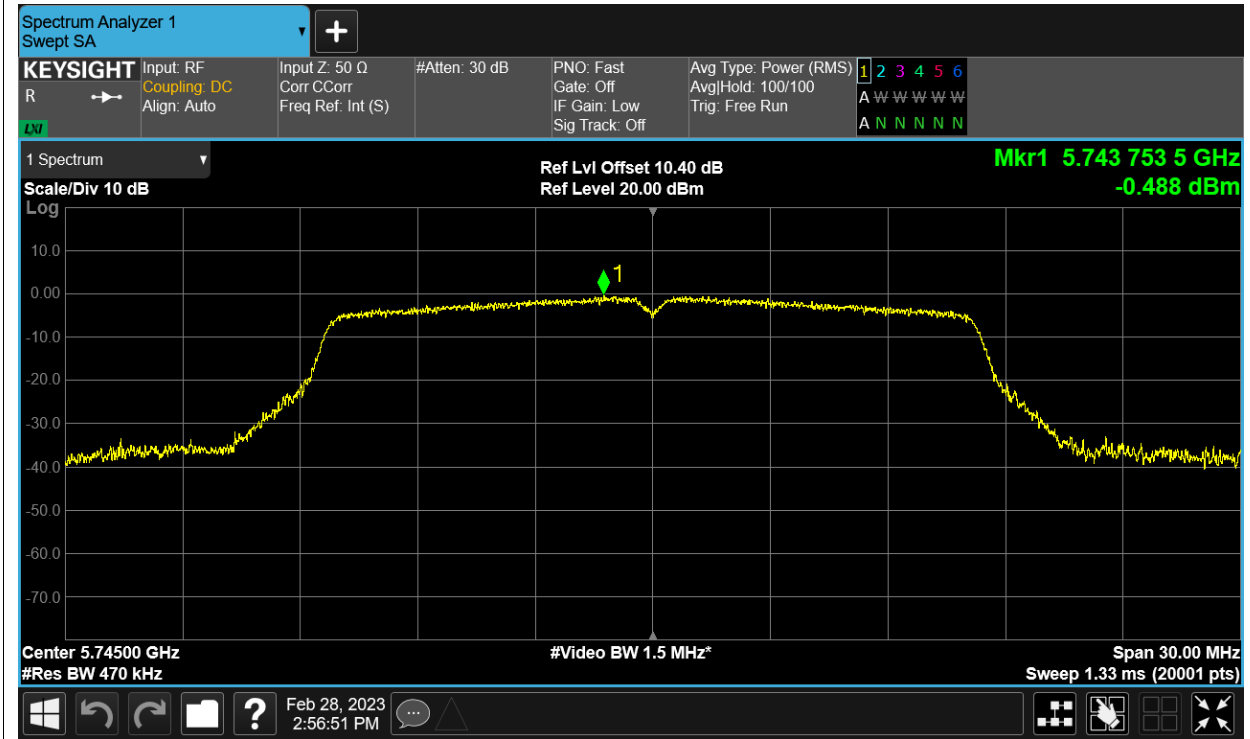 Spectrum Analyzer 1
Swept SA
+
KEYSIGHT
R
LXI
Input: RF
Coupling: DC
Align: Auto
Input Z: 50 Ω
Corr CCorr
Freq Ref: Int (S)
#Atten: 30 dB
PNO: Fast
Gate: Off
IF Gain: Low
Sig Track: Off
Avg Type: Power (RMS)
Avg|Hold: 100/100
Trig: Free Run
1 2 3 4 5 6
A W W W W W
A N N N N N
1 Spectrum
Scale/Div 10 dB
Log
Ref Lvl Offset 10.40 dB
Ref Level 20.00 dBm
Mkr1 5.743 753 5 GHz
-0.488 dBm
10.0
0.00
-10.0
-20.0
-30.0
-40.0
-50.0
-60.0
-70.0
1
Center 5.74500 GHz
#Res BW 470 kHz
#Video BW 1.5 MHz*
Span 30.00 MHz
Sweep 1.33 ms (20001 pts)
?
Feb 28, 2023
2:56:51 PM